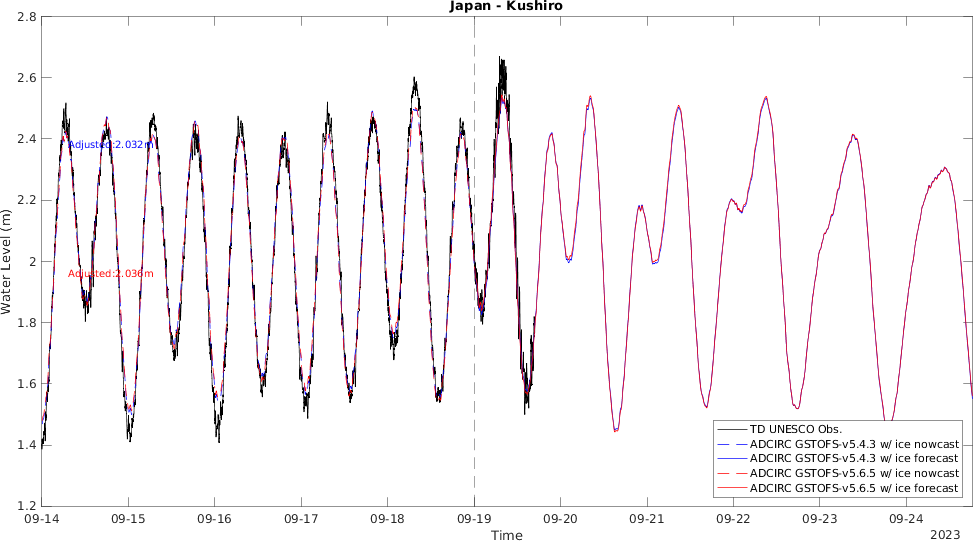 Japan - Kushiro
2.8
2.6
2.4
2.2
2
1.8
1.6
1.4
1.2
Water Level (m)
Adjusted:2.032m
Adjusted:2.036m
TD UNESCO Obs.
ADCIRC GSTOFS-v5.4.3 w/ ice nowcast
ADCIRC GSTOFS-v5.4.3 w/ ice forecast
ADCIRC GSTOFS-v5.6.5 w/ ice nowcast
ADCIRC GSTOFS-v5.6.5 w/ ice forecast
09-14 09-15 09-16 09-17 09-18 09-19 09-20 09-21 09-22 09-23 09-24
Time
2023